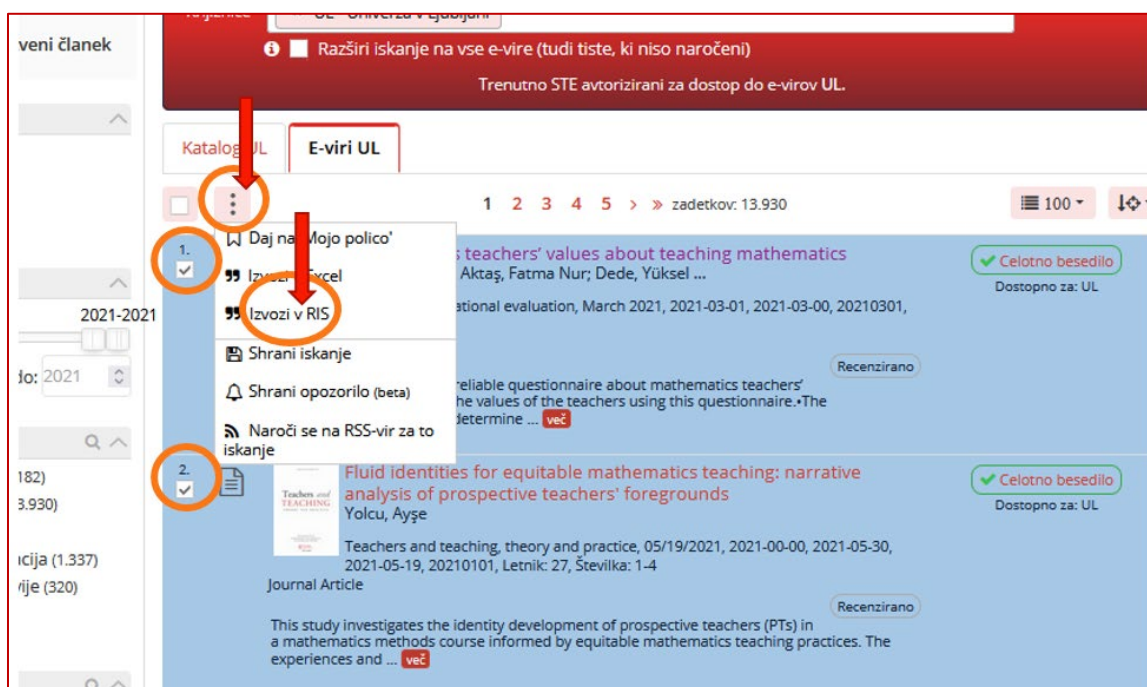 veni članek
Razširi iskanje na vse e-vire (tudi tiste, ki niso naročeni)
Trenutno STE avtorizirani za dostop do e-virov UL.
Katalog UL
E-viri UL
1 2 3 4 5 > » zadetkov: 13.930
100
2021-2021
do: 2021
182)
3.930)
acija (1.337)
vije (320)
Daj na 'Mojo polico'
Izvozi v Excel
Izvozi v RIS
Shrani iskanje
Shrani opozorilo (beta)
Naroči se na RSS-vir za to
iskanje
1.
s teachers' values about teaching mathematics
Aktaş, Fatma Nur; Dede, Yüksel ...
ational evaluation, March 2021, 2021-03-01, 2021-03-00, 20210301,
Recenzirano
reliable questionnaire about mathematics teachers'
he values of the teachers using this questionnaire.•The
determine ... več
Celotno besedilo
Dostopno za: UL
2.
Teachers and
TEACHING
Fluid identities for equitable mathematics teaching: narrative
analysis of prospective teachers' foregrounds
Yolcu, Ayşe
Teachers and teaching, theory and practice, 05/19/2021, 2021-00-00, 2021-05-30,
2021-05-19, 20210101, Letnik: 27, Številka: 1-4
Journal Article
Recenzirano
This study investigates the identity development of prospective teachers (PTs) in
a mathematics methods course informed by equitable mathematics teaching practices. The
experiences and ... več
Celotno besedilo
Dostopno za: UL